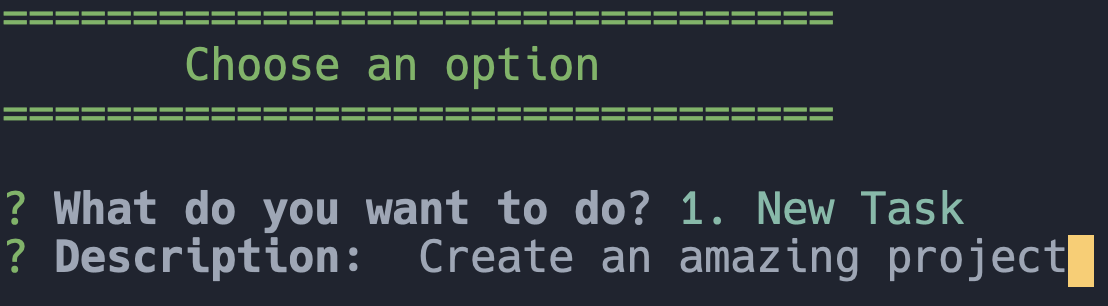 ================================
Choose an option
================================
? What do you want to do? 1. New Task
? Description:  Create an amazing project